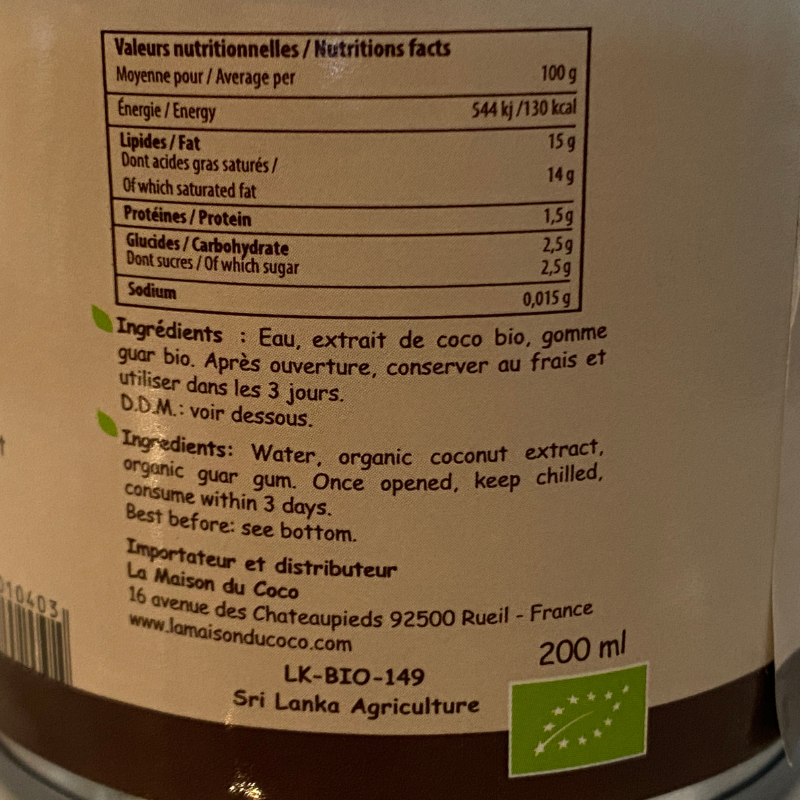 Valeurs nutritionnelles / Nutritions facts
Moyenne pour / Average per 100 g
Énergie / Energy 544 kj /130 kcal
Lipides / Fat 15 g
Dont acides gras saturés /
Of which saturated fat 14 g
Protéines / Protein 1,5 g
Glucides / Carbohydrate 2,5 g
Dont sucres / Of which sugar 2,5 g
Sodium 0,015 g
Ingrédients : Eau, extrait de coco bio, gomme
guar bio. Après ouverture, conserver au frais et
utiliser dans les 3 jours.
D.D.M.: voir dessous.
Ingredients: Water, organic coconut extract,
organic guar gum. Once opened, keep chilled,
consume within 3 days.
Best before: see bottom.
Importateur et distributeur
La Maison du Coco
16 avenue des Chateaupieds 92500 Rueil - France
www.lamaisonducoco.com
200 ml
LK-BIO-149
Sri Lanka Agriculture